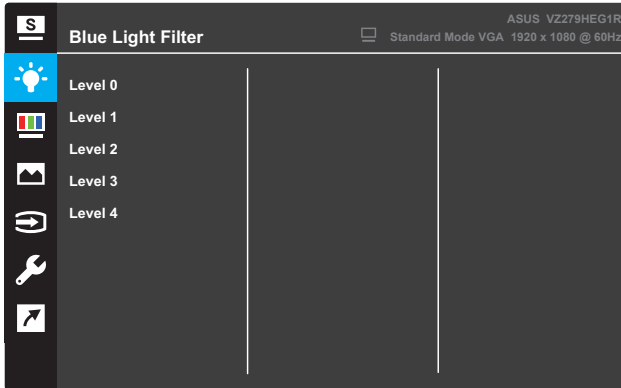 S
ASUS VZ279HEG1R
Blue Light Filter
Standard Mode VGA 1920 x 1080 @ 60Hz
Level 0
Level 1
Level 2
Level 3
Level 4